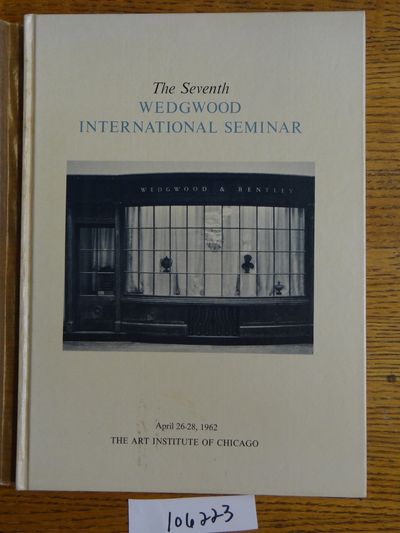 The Seventh
WEDGWOOD
INTERNATIONAL SEMINAR
WEDGWOOD & BENTLEY
April 26-28, 1962
THE ART INSTITUTE OF CHICAGO
106223